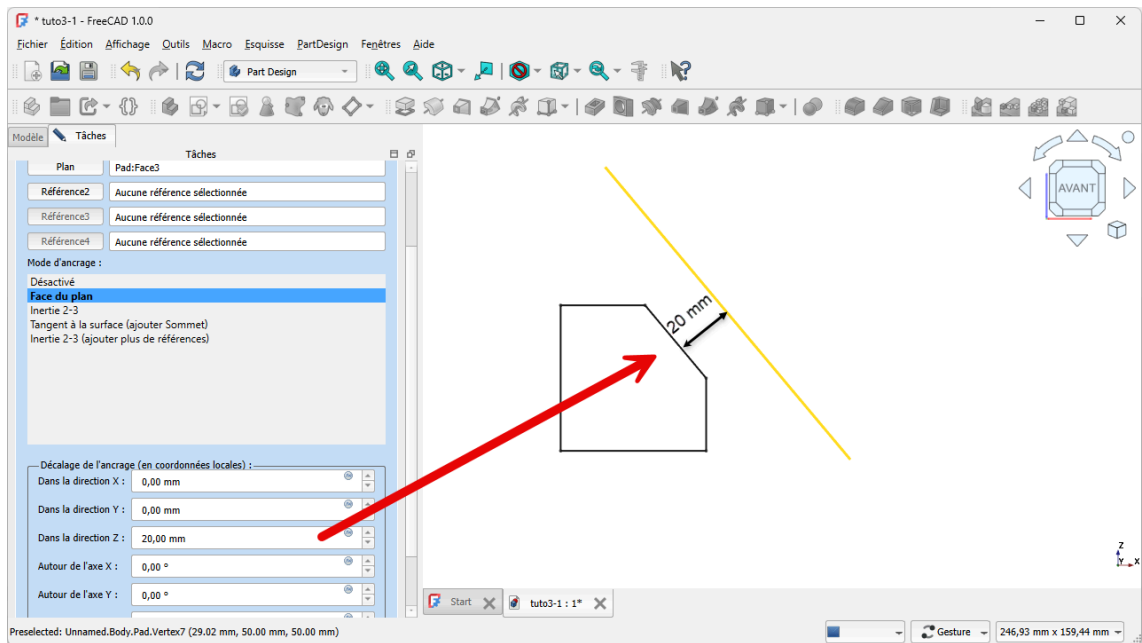 * tuto3-1 - FreeCAD 1.0.0
Fichier Édition Affichage Outils Macro Esquisse PartDesign Fenêtres Aide
Part Design
Modèle Tâches
Tâches
Plan Pad:Face3
Référence2 Aucune référence sélectionnée
Référence3 Aucune référence sélectionnée
Référence4 Aucune référence sélectionnée
Mode d'ancrage :
Désactivé
Face du plan
Inertie 2-3
Tangent à la surface (ajouter Sommet)
Inertie 2-3 (ajouter plus de références)
Décalage de l'ancrage (en coordonnées locales) :
Dans la direction X : 0,00 mm
Dans la direction Y : 0,00 mm
Dans la direction Z : 20,00 mm
Autour de l'axe X : 0,00 °
Autour de l'axe Y : 0,00 °
20 mm
AVANT
Z
Y X
Start tuto3-1 : 1*
Preselected: Unnamed.Body.Pad.Vertex7 (29.02 mm, 50.00 mm, 50.00 mm)
Gesture 246,93 mm x 159,44 mm